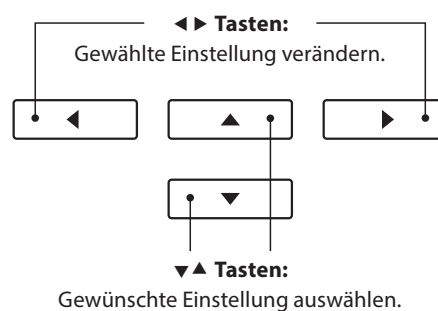 ◀ ▶ Tasten:
Gewählte Einstellung verändern.
◀ ▲ ▶
▼
▼▲ Tasten:
Gewünschte Einstellung auswählen.